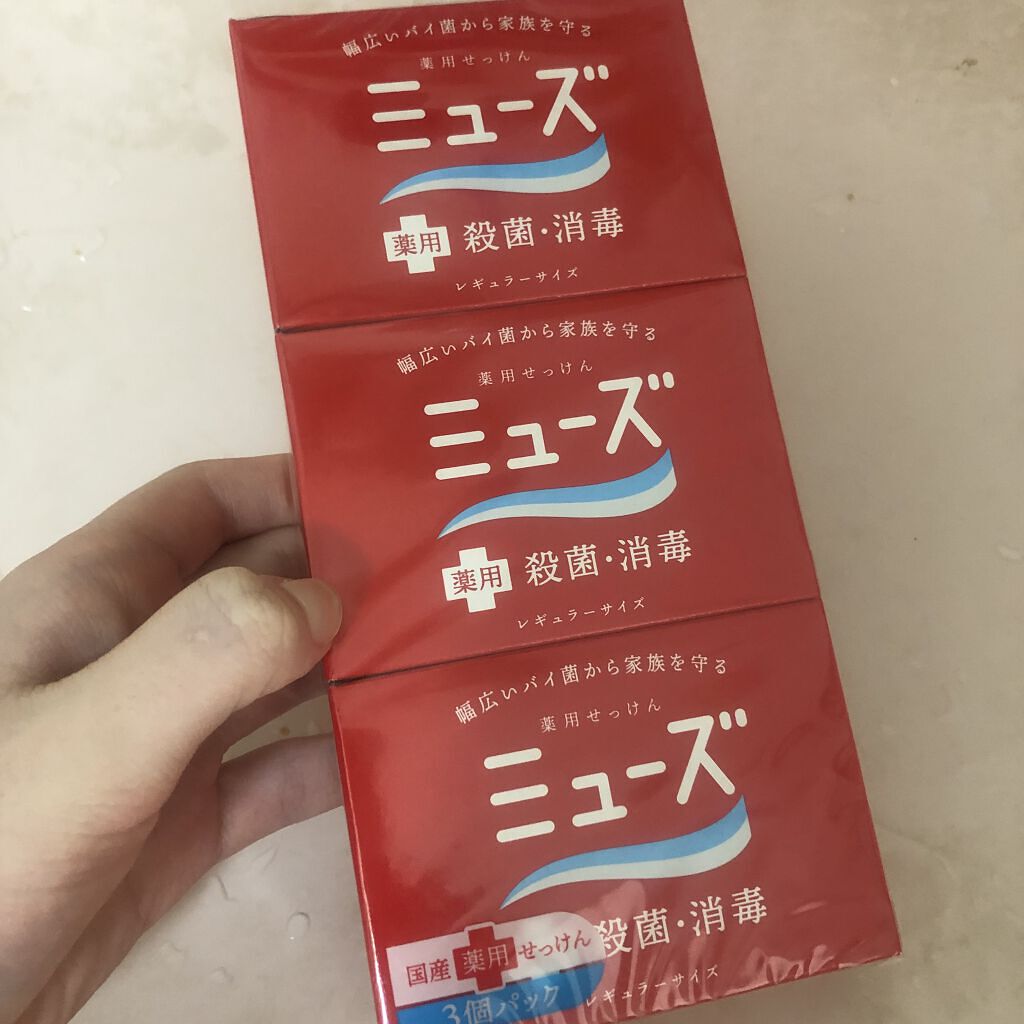 幅広いバイ菌から家族を守る
薬用せっけん
ミューズ
薬用 殺菌・消毒
レギュラーサイズ
幅広いバイ菌から家族を守る
薬用せっけん
ミューズ
薬用 殺菌・消毒
レギュラーサイズ
幅広いバイ菌から家族を守る
薬用せっけん
ミューズ
殺菌・消毒
国産 薬用 せっけん
3個パック
レギュラーサイズ